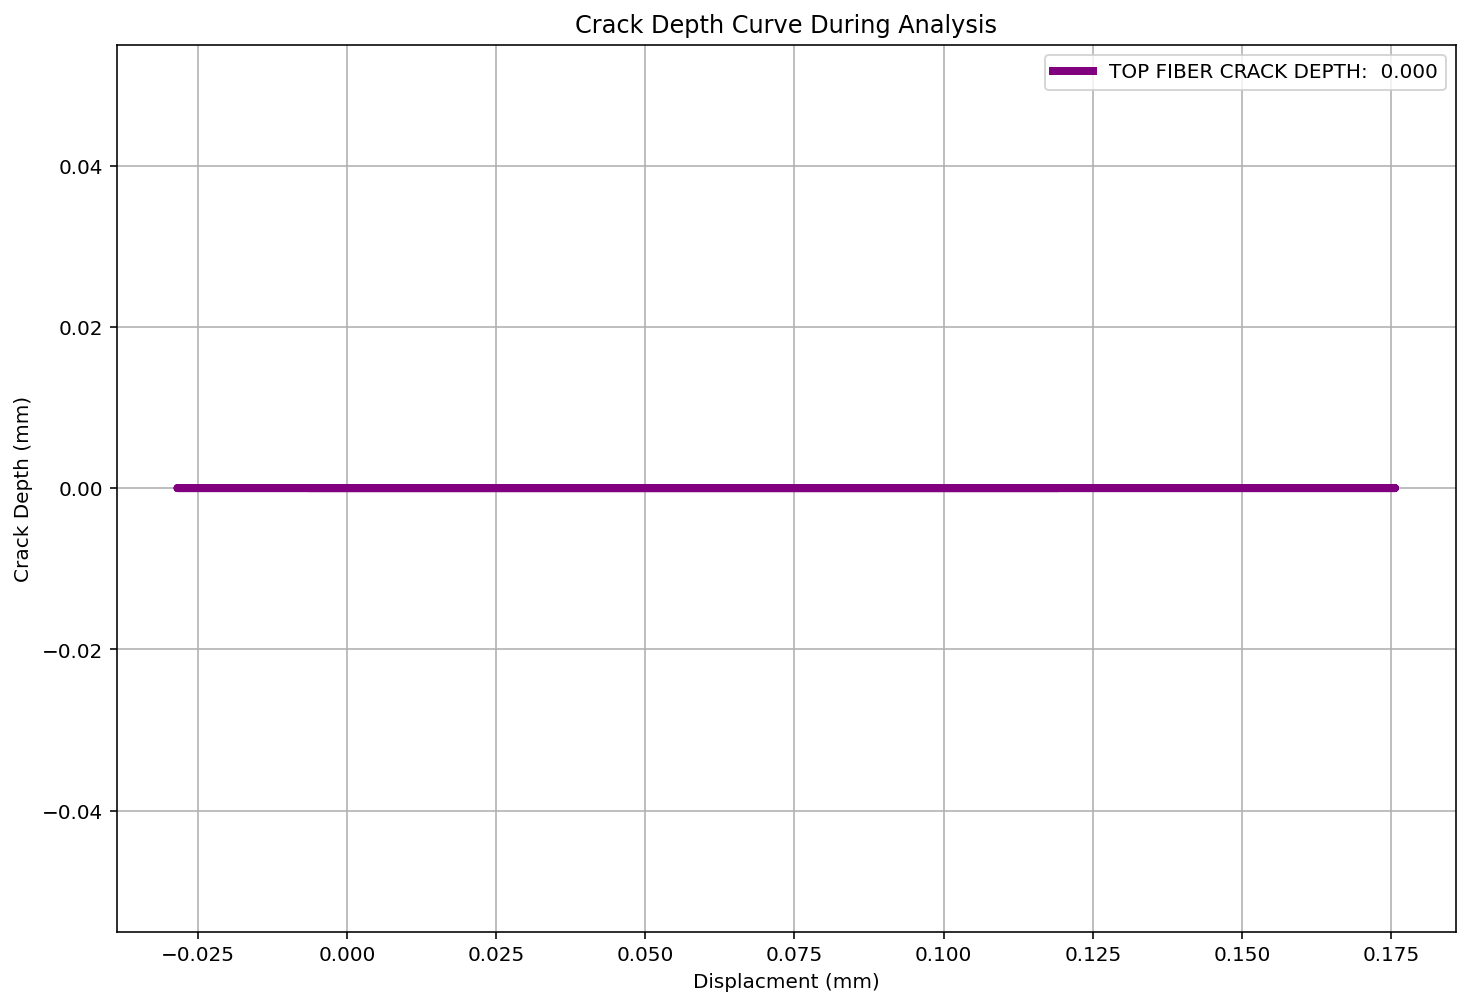 Crack Depth Curve During Analysis
TOP FIBER CRACK DEPTH:  0.000
Crack Depth (mm)
0.04
0.02
0.00
−0.02
−0.04
−0.025 0.000 0.025 0.050 0.075 0.100 0.125 0.150 0.175
Displacment (mm)